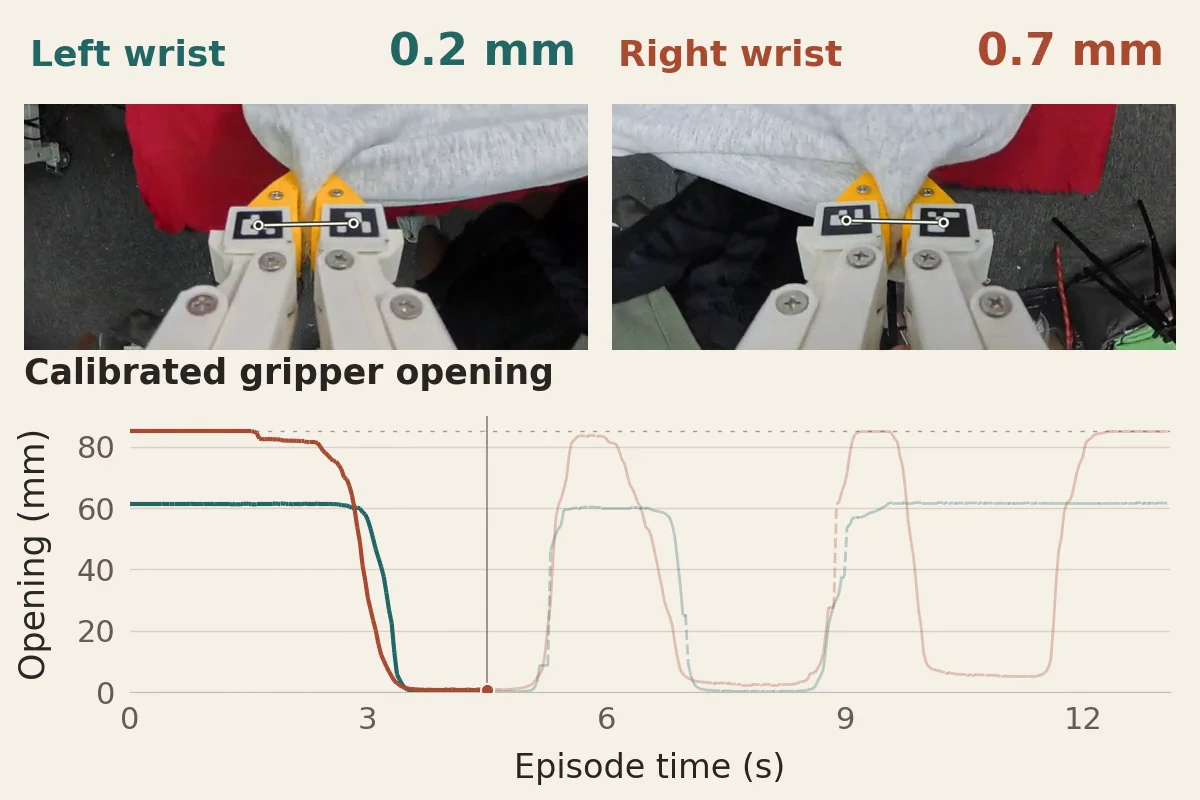 Left wrist 0.2 mm Right wrist 0.7 mm
Calibrated gripper opening
Opening (mm)
80
60
40
20
0
0 3 6 9 12
Episode time (s)